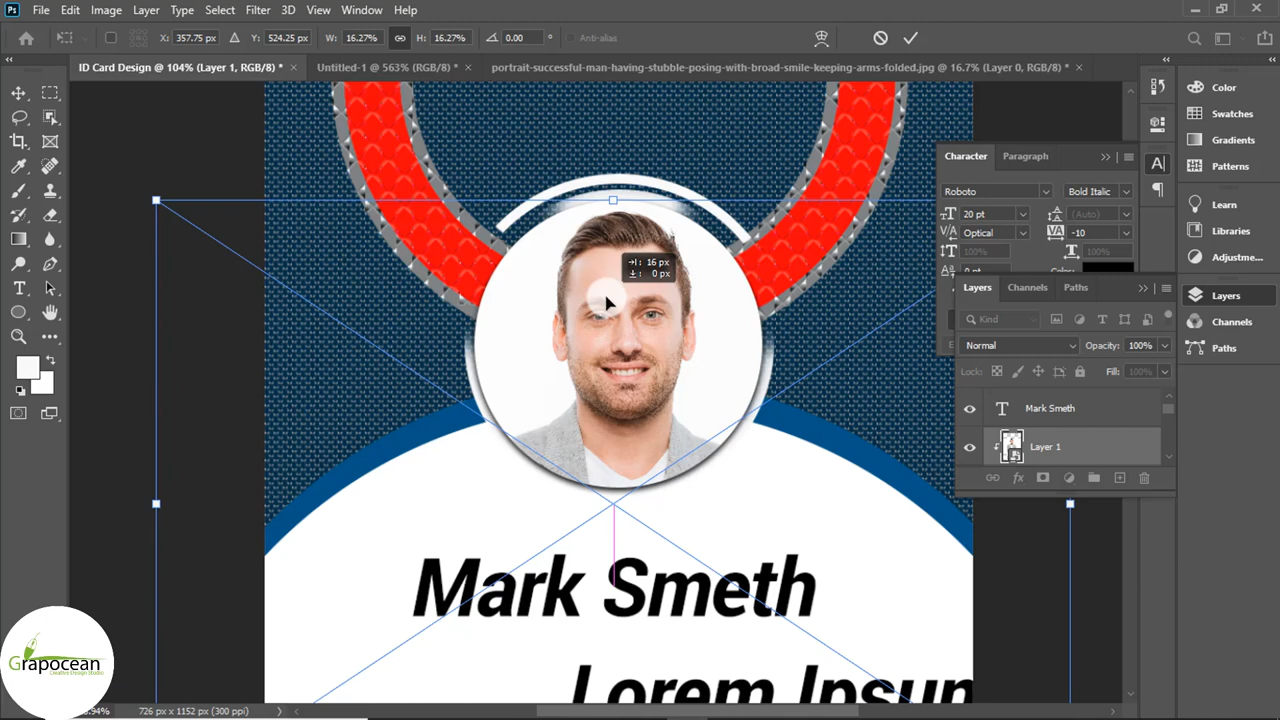 Ps File Edit Image Layer Type Select Filter 3D View Window Help
X: 357.75 px Y: 524.25 px W: 16.27% H: 16.27% 0.00 ° Anti-alias
ID Card Design @ 104% (Layer 1, RGB/8) * × Untitled-1 @ 563% (RGB/8) * × portrait-successful-man-having-stubble-posing-with-broad-smile-keeping-arms-folded.jpg @ 16.7% (Layer 0, RGB/8) * ×
Color
Swatches
Gradients
Patterns
Learn
Libraries
Adjustme...
Layers
Channels
Paths
Character Paragraph
Roboto Bold Italic
20 pt (Auto)
Optical -10
100% 100%
0 pt Color:
Layers Channels Paths
Kind
Normal Opacity: 100%
Lock: Fill: 100%
Mark Smeth
Layer 1
16 px
0 px
Mark Smeth
Lorem Ipsum
Grapocean
Creative Design Studio
726 px x 1152 px (300 ppi)